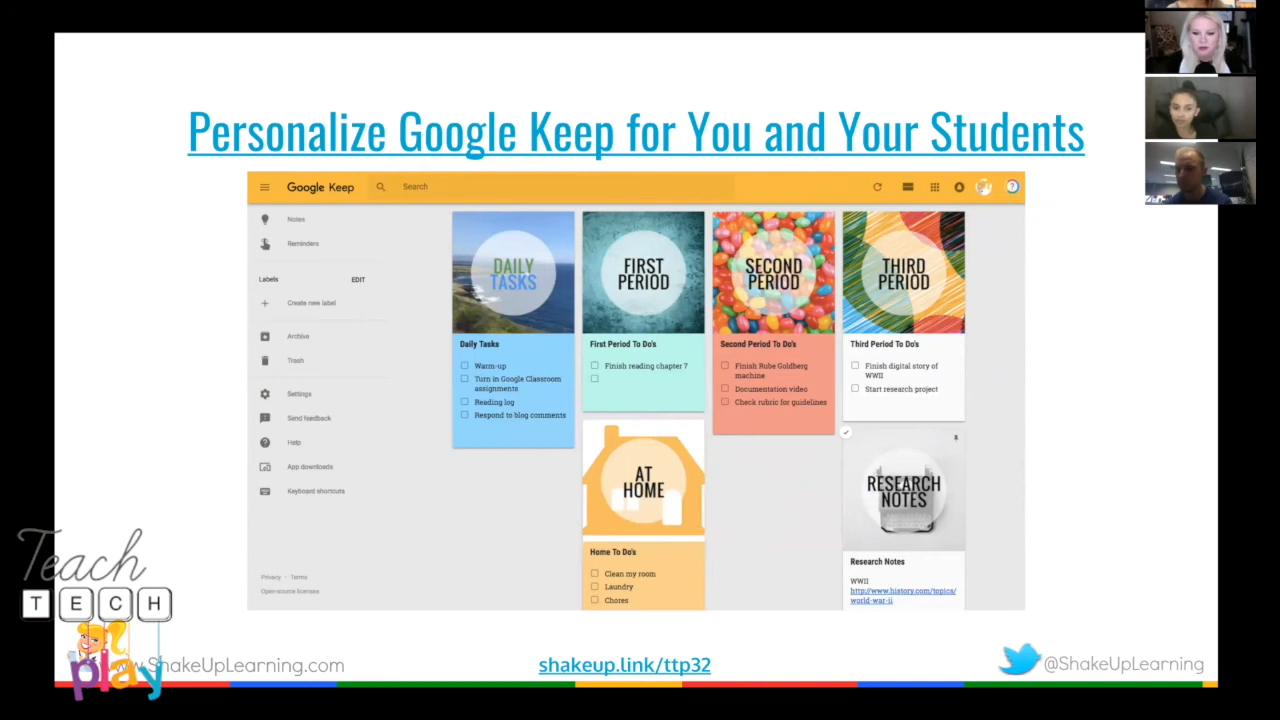 Personalize Google Keep for You and Your Students
Google Keep
Search
Notes
Reminders
Labels
EDIT
Create new label
Archive
Trash
Settings
Send feedback
Help
App downloads
Keyboard shortcuts
Privacy · Terms
Open-source licenses
DAILY
TASKS
Daily Tasks
Warm-up
Turn in Google Classroom
assignments
Reading log
Respond to blog comments
FIRST
PERIOD
First Period To Do's
Finish reading chapter 7
SECOND
PERIOD
Second Period To Do's
Finish Rube Goldberg
machine
Documentation video
Check rubric for guidelines
THIRD
PERIOD
Third Period To Do's
Finish digital story of
WWII
Start research project
AT
HOME
Home To Do's
Clean my room
Laundry
Chores
RESEARCH
NOTES
Research Notes
WWII
http://www.history.com/topics/
world-war-ii
Teach
TECH
play
www.ShakeUpLearning.com
shakeup.link/ttp32
@ShakeUpLearning